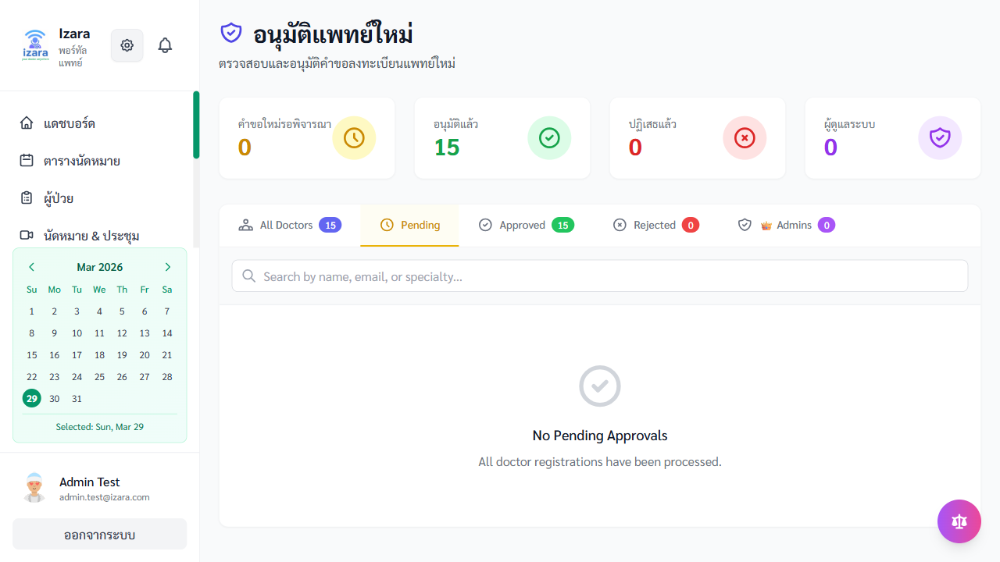 Izara
พอร์ทัล
แพทย์
izara
แดชบอร์ด
ตารางนัดหมาย
ผู้ป่วย
นัดหมาย & ประชุม
Mar 2026
Su Mo Tu We Th Fr Sa
1 2 3 4 5 6 7
8 9 10 11 12 13 14
15 16 17 18 19 20 21
22 23 24 25 26 27 28
29 30 31
Selected: Sun, Mar 29
Admin Test
admin.test@izara.com
ออกจากระบบ
อนุมัติแพทย์ใหม่
ตรวจสอบและอนุมัติคำขอลงทะเบียนแพทย์ใหม่
คำขอใหม่รอพิจารณา
0
อนุมัติแล้ว
15
ปฏิเสธแล้ว
0
ผู้ดูแลระบบ
0
All Doctors 15
Pending
Approved 15
Rejected 0
Admins 0
Search by name, email, or specialty...
No Pending Approvals
All doctor registrations have been processed.